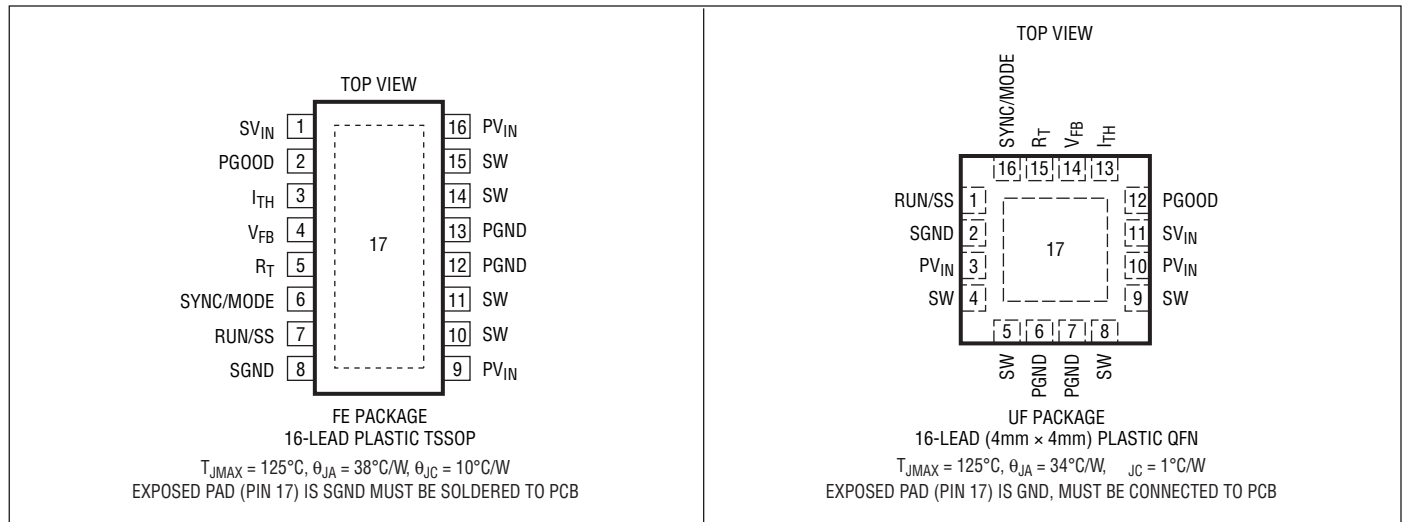 TOP VIEW
SVIN 1
PGOOD 2
ITH 3
VFB 4
RT 5
SYNC/MODE 6
RUN/SS 7
SGND 8
17
16 PVIN
15 SW
14 SW
13 PGND
12 PGND
11 SW
10 SW
9 PVIN
FE PACKAGE
16-LEAD PLASTIC TSSOP
TJMAX = 125°C, θJA = 38°C/W, θJC = 10°C/W
EXPOSED PAD (PIN 17) IS SGND MUST BE SOLDERED TO PCB
TOP VIEW
SYNC/MODE
RT
VFB
ITH
16 15 14 13
RUN/SS 1
SGND 2
PVIN 3
SW 4
17
12 PGOOD
11 SVIN
10 PVIN
9 SW
5 6 7 8
SW
PGND
PGND
SW
UF PACKAGE
16-LEAD (4mm × 4mm) PLASTIC QFN
TJMAX = 125°C, θJA = 34°C/W, JC = 1°C/W
EXPOSED PAD (PIN 17) IS GND, MUST BE CONNECTED TO PCB